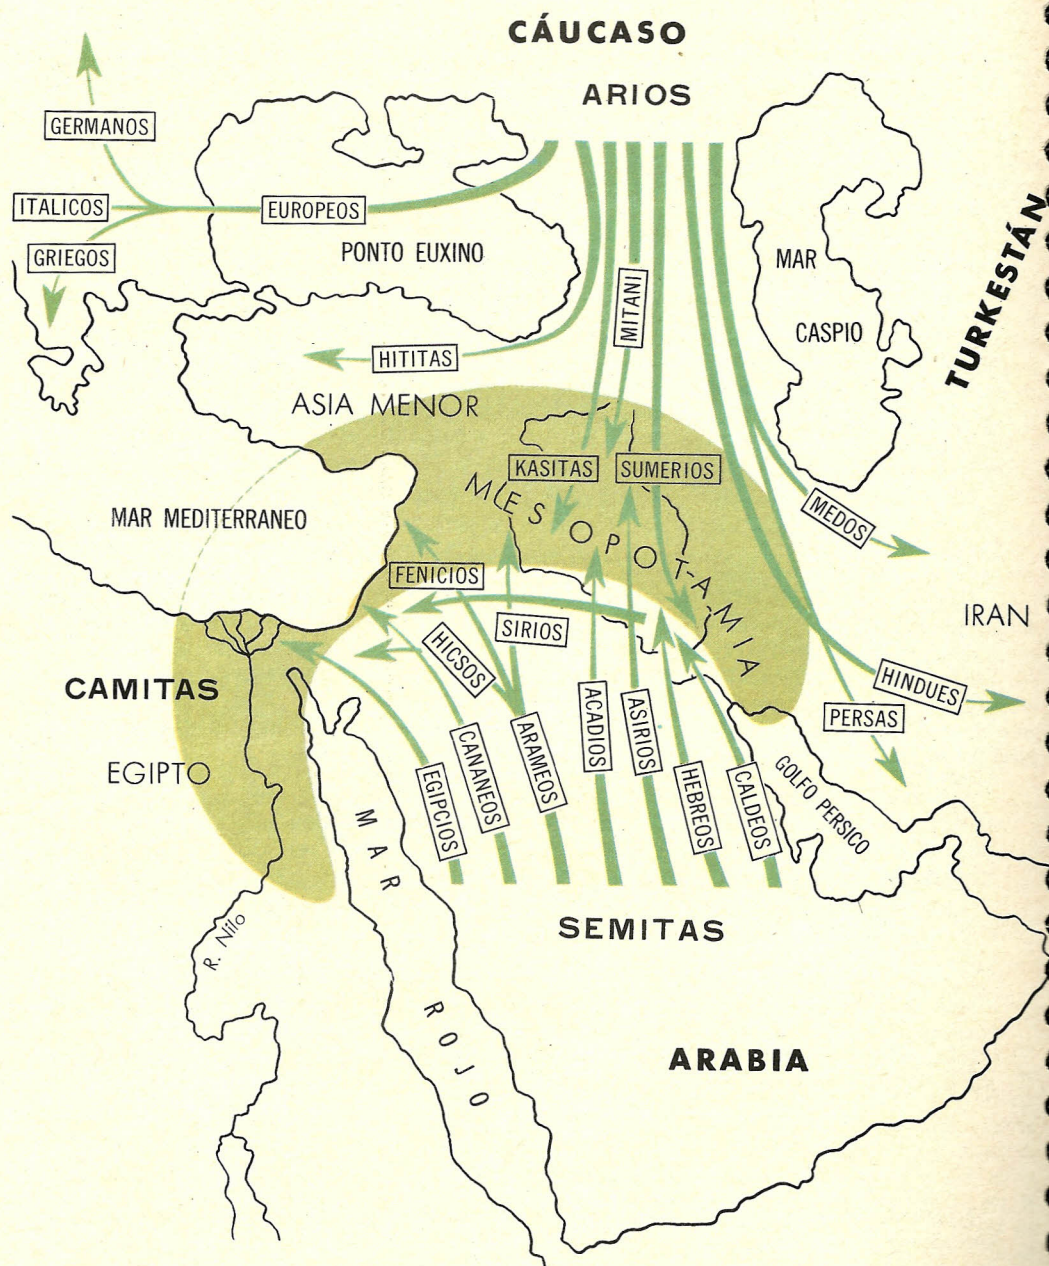 CÁUCASO
ARIOS
GERMANOS
ITALICOS
EUROPEOS
GRIEGOS
PONTO EUXINO
MAR
CASPIO
TURKESTÁN
MITANI
HITITAS
ASIA MENOR
KASITAS
SUMERIOS
MESOPOTAMIA
MEDOS
MAR MEDITERRANEO
FENICIOS
IRAN
SIRIOS
HICSOS
CAMITAS
HINDUES
PERSAS
EGIPTO
EGIPCIOS
CANANEOS
ARAMEOS
ACADIOS
ASIRIOS
HEBREOS
CALDEOS
GOLFO PERSICO
MAR ROJO
R. Nilo
SEMITAS
ARABIA